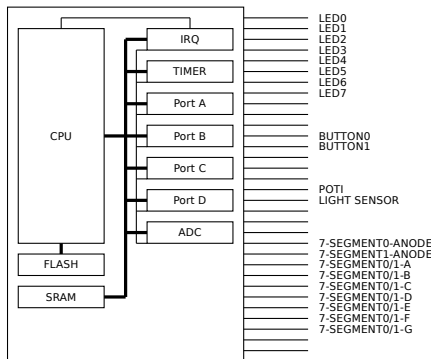 CPU
FLASH
SRAM
IRQ
TIMER
Port A
Port B
Port C
Port D
ADC
LED0
LED1
LED2
LED3
LED4
LED5
LED6
LED7
BUTTON0
BUTTON1
POTI
LIGHT SENSOR
7-SEGMENT0-ANODE
7-SEGMENT1-ANODE
7-SEGMENT0/1-A
7-SEGMENT0/1-B
7-SEGMENT0/1-C
7-SEGMENT0/1-D
7-SEGMENT0/1-E
7-SEGMENT0/1-F
7-SEGMENT0/1-G